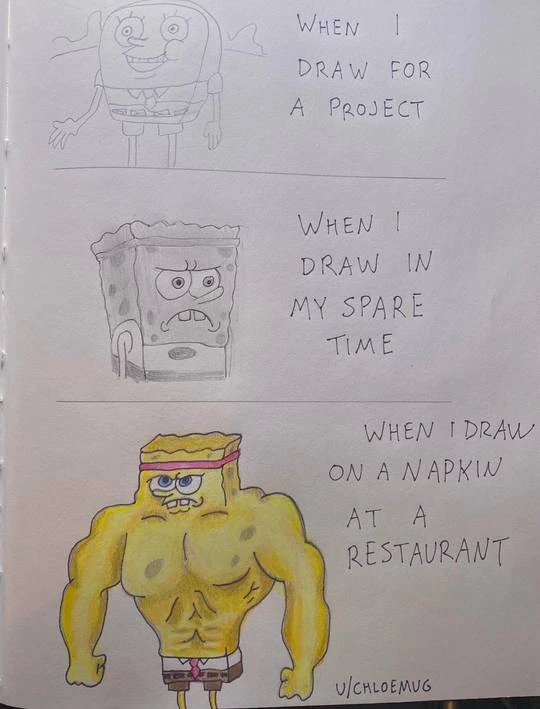 WHEN I
DRAW FOR
A PROJECT
WHEN I
DRAW IN
MY SPARE
TIME
WHEN I DRAW
ON A NAPKIN
AT A
RESTAURANT
U/CHLOEMUG